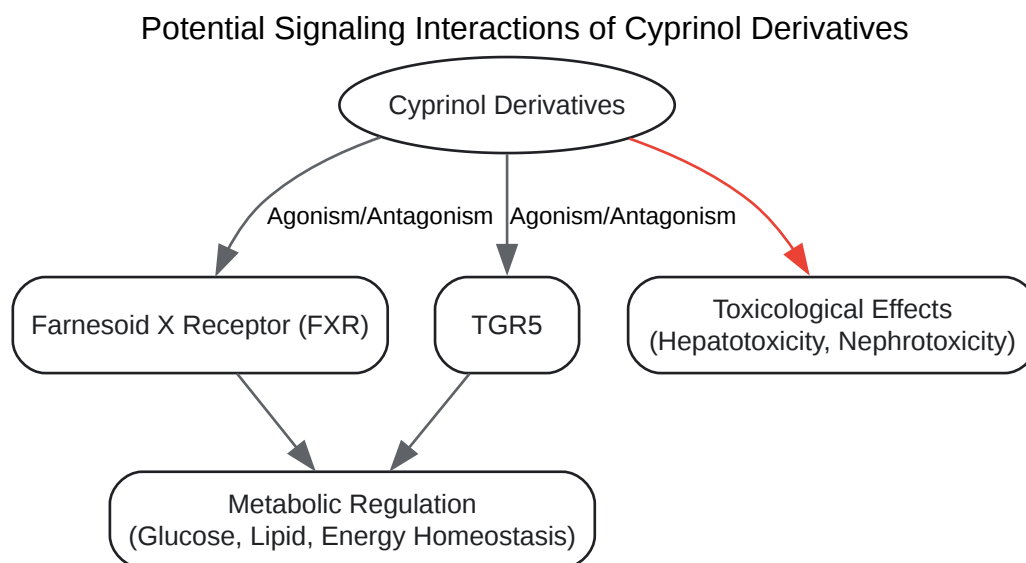 Potential Signaling Interactions of Cyprinol Derivatives
Cyprinol Derivatives
Agonism/Antagonism
Agonism/Antagonism
Farnesoid X Receptor (FXR)
TGR5
Toxicological Effects
(Hepatotoxicity, Nephrotoxicity)
Metabolic Regulation
(Glucose, Lipid, Energy Homeostasis)